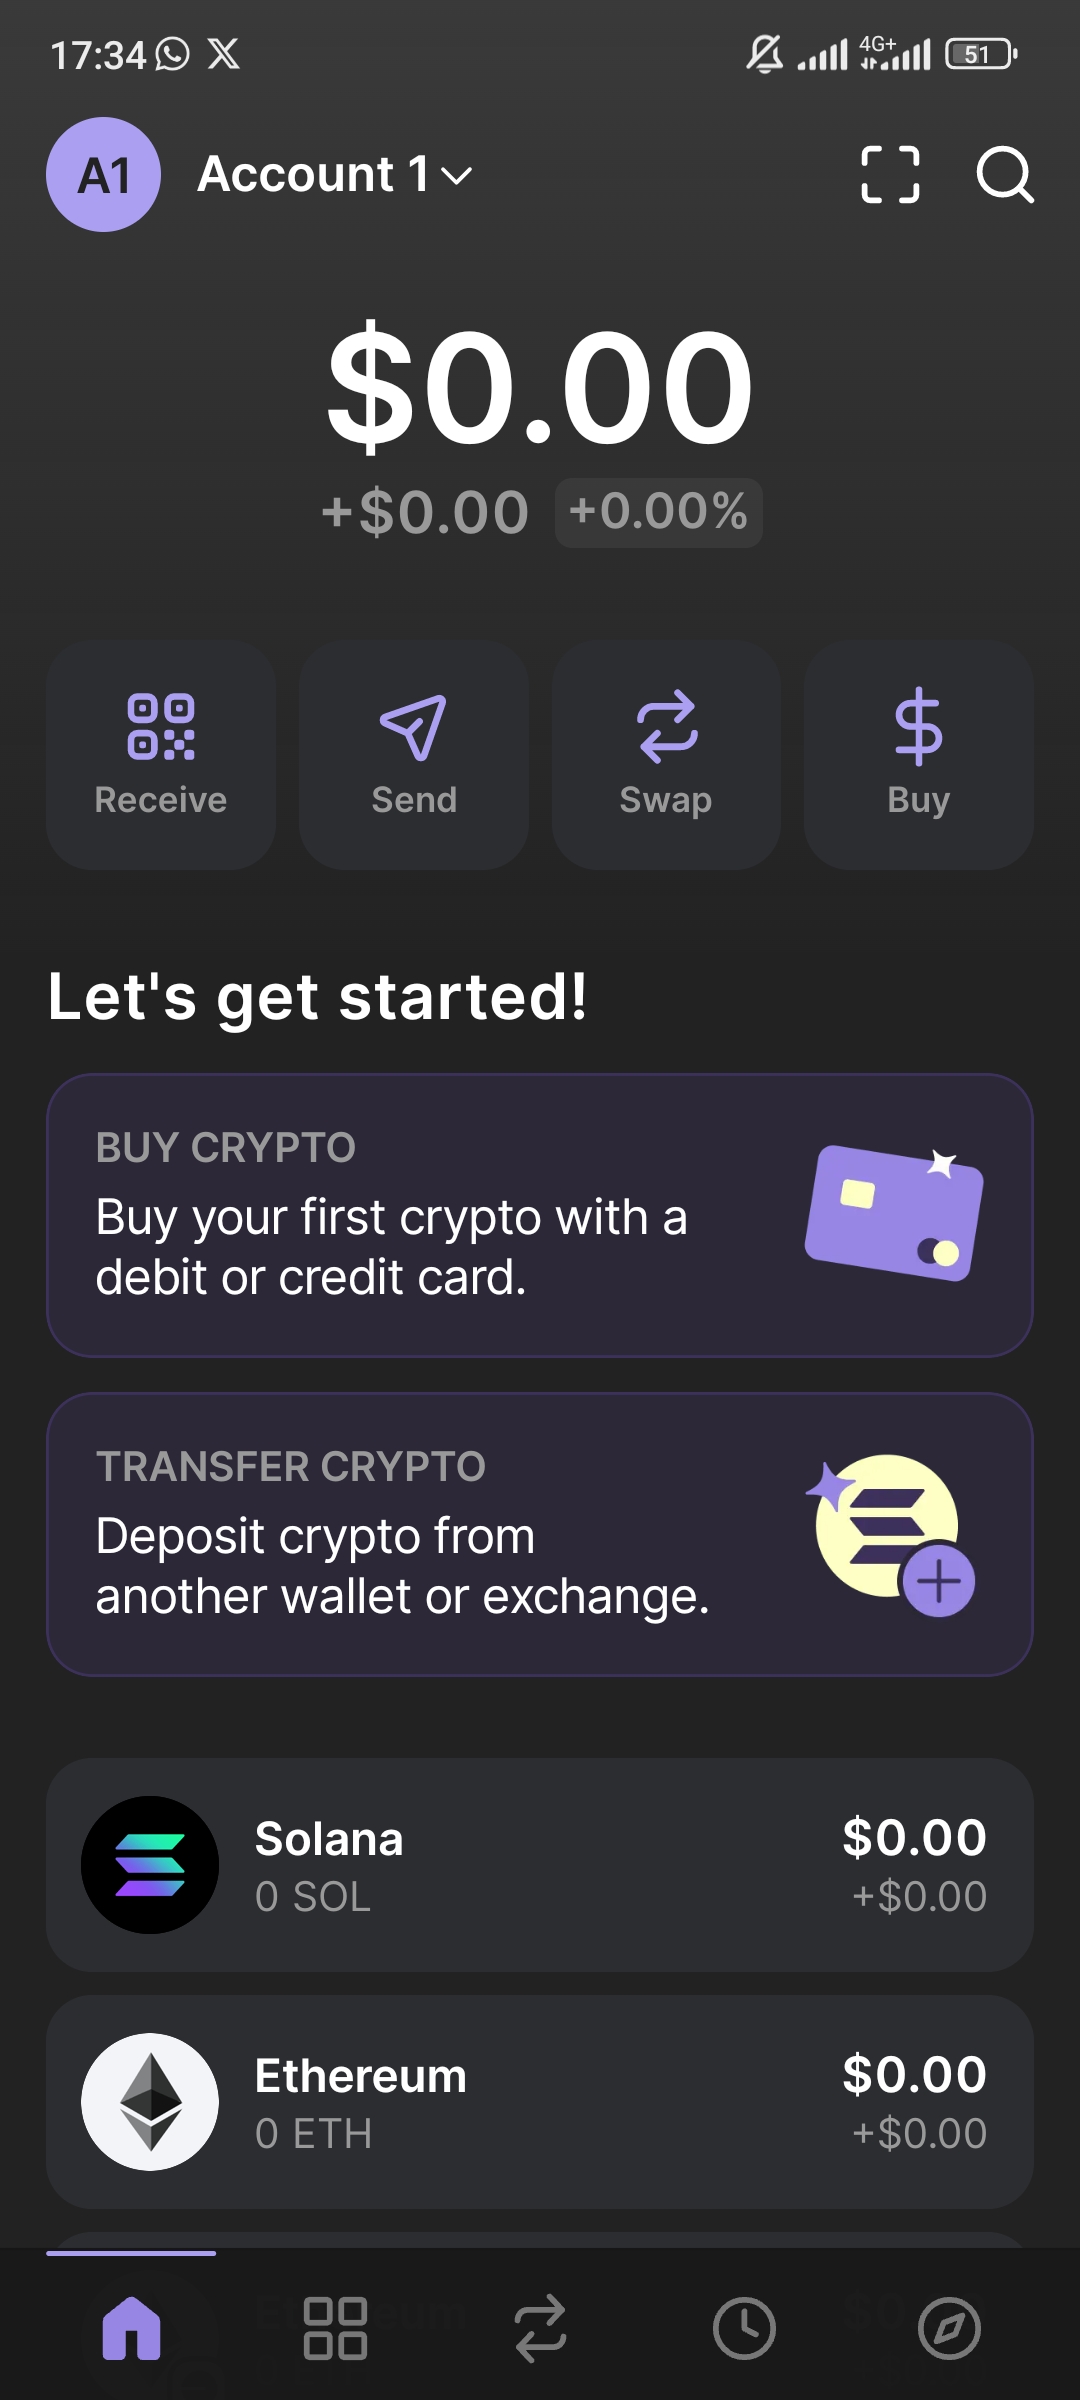 17:34
4G+
51
A1
Account 1
$0.00
+$0.00 +0.00%
Receive
Send
Swap
Buy
Let's get started!
BUY CRYPTO
Buy your first crypto with a
debit or credit card.
TRANSFER CRYPTO
Deposit crypto from
another wallet or exchange.
Solana
$0.00
0 SOL
+$0.00
Ethereum
$0.00
0 ETH
+$0.00